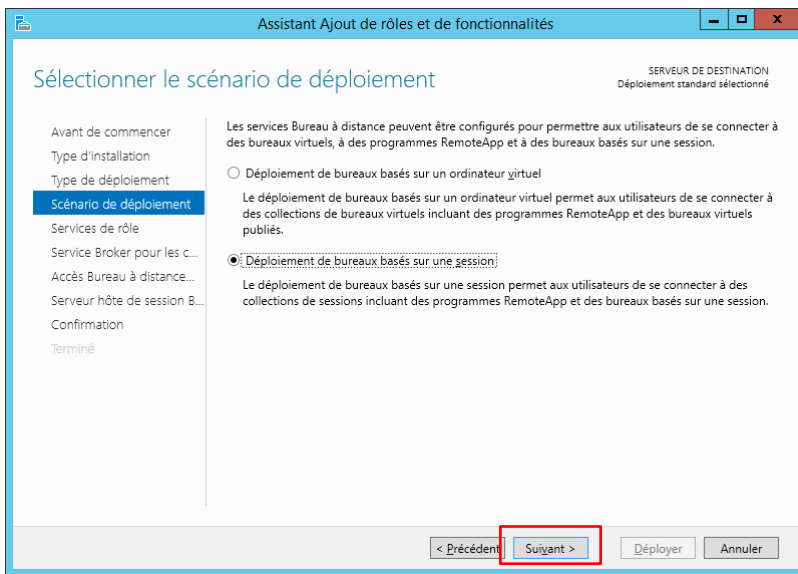 Assistant Ajout de rôles et de fonctionnalités
Sélectionner le scénario de déploiement
SERVEUR DE DESTINATION
Déploiement standard sélectionné
Avant de commencer
Type d'installation
Type de déploiement
Scénario de déploiement
Services de rôle
Service Broker pour les c...
Accès Bureau à distance...
Serveur hôte de session B...
Confirmation
Terminé
Les services Bureau à distance peuvent être configurés pour permettre aux utilisateurs de se connecter à
des bureaux virtuels, à des programmes RemoteApp et à des bureaux basés sur une session.
Déploiement de bureaux basés sur un ordinateur virtuel
Le déploiement de bureaux basés sur un ordinateur virtuel permet aux utilisateurs de se connecter à
des collections de bureaux virtuels incluant des programmes RemoteApp et des bureaux virtuels
publiés.
Déploiement de bureaux basés sur une session
Le déploiement de bureaux basés sur une session permet aux utilisateurs de se connecter à des
collections de sessions incluant des programmes RemoteApp et des bureaux basés sur une session.
< Précédent
Suivant >
Déployer
Annuler